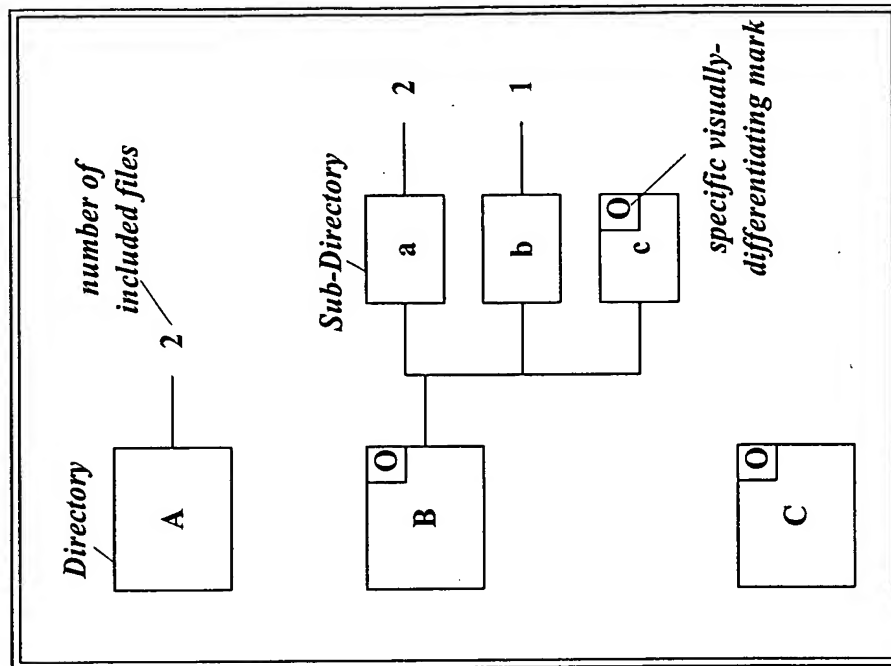 Directory
number of
included files
A
2
Sub-Directory
a
2
O
B
b
1
O
c
specific visually-
differentiating mark
O
C